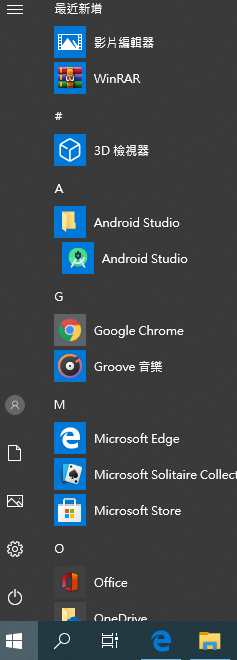 最近新增
影片編輯器
WinRAR
#
3D 檢視器
A
Android Studio
Android Studio
G
Google Chrome
Groove 音樂
M
Microsoft Edge
Microsoft Solitaire Collect
Microsoft Store
O
Office
OneDrive